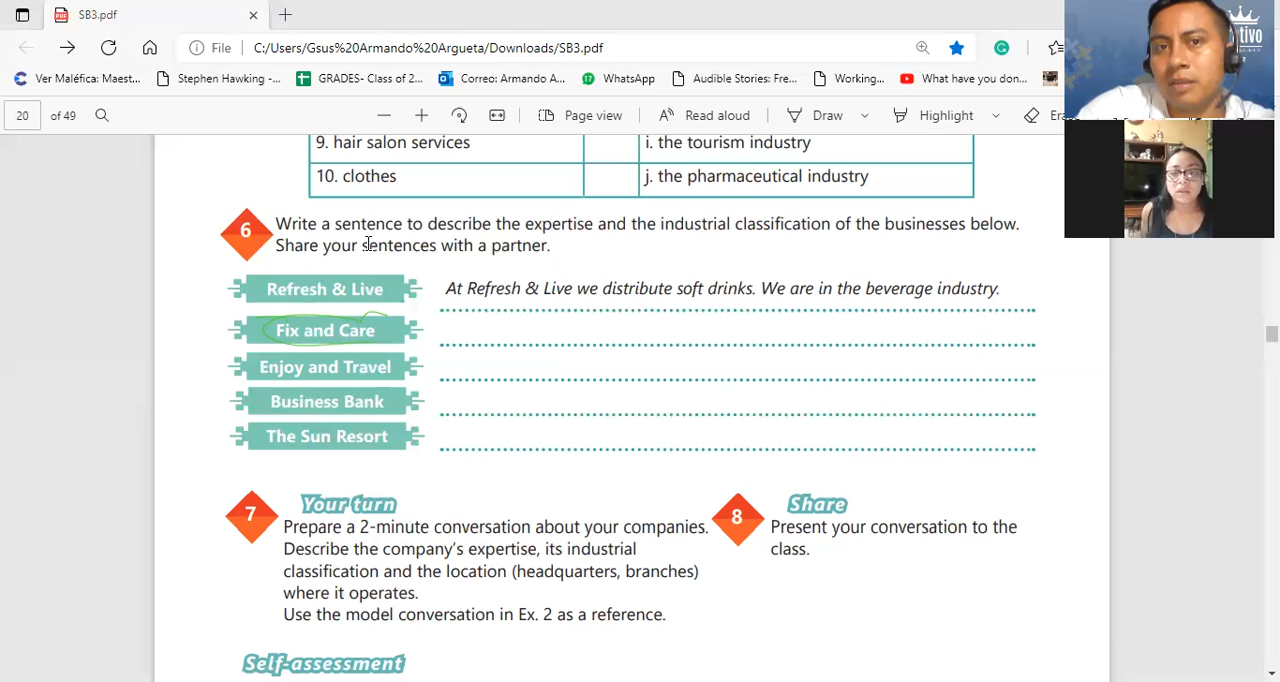 SB3.pdf
File
C:/Users/Gsus%20Armando%20Argueta/Downloads/SB3.pdf
Ver Maléfica: Maest...
Stephen Hawking -...
GRADES- Class of 2...
Correo: Armando A...
17
WhatsApp
Audible Stories: Fre...
Working...
What have you don...
20 of 49
Page view
Read aloud
Draw
Highlight
tivo
9. hair salon services
i. the tourism industry
10. clothes
j. the pharmaceutical industry
6
Write a sentence to describe the expertise and the industrial classification of the businesses below.
Share your sentences with a partner.
Refresh & Live
At Refresh & Live we distribute soft drinks. We are in the beverage industry.
Fix and Care
Enjoy and Travel
Business Bank
The Sun Resort
7
Your turn
Prepare a 2-minute conversation about your companies.
Describe the company's expertise, its industrial
classification and the location (headquarters, branches)
where it operates.
Use the model conversation in Ex. 2 as a reference.
8
Share
Present your conversation to the
class.
Self-assessment